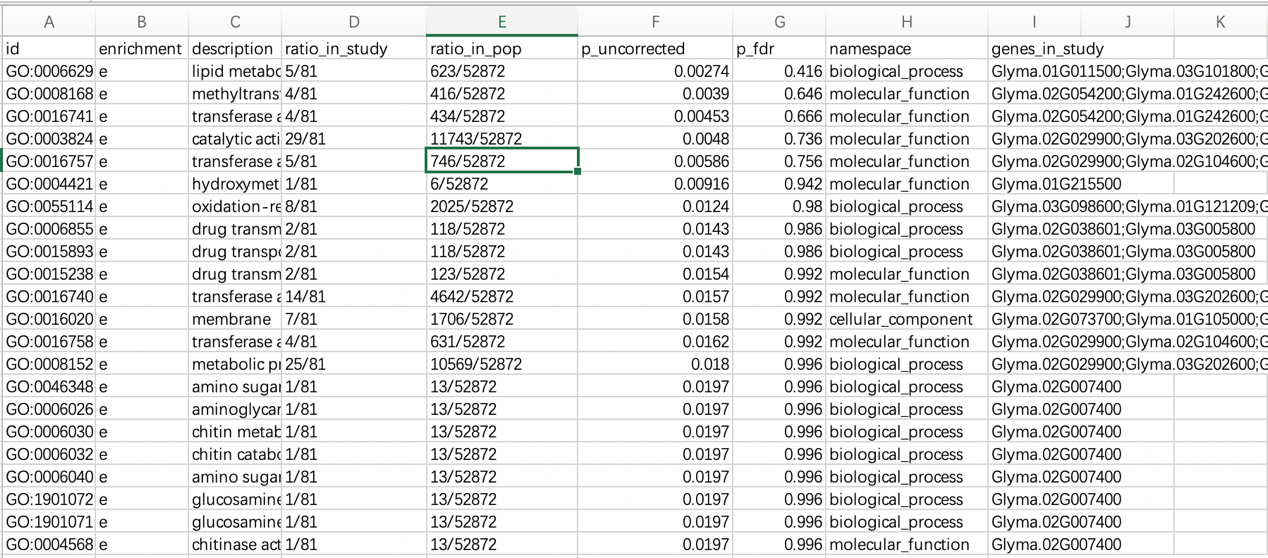 A B C D E F G H I J K
id enrichment description ratio_in_study ratio_in_pop p_uncorrected p_fdr namespace genes_in_study
GO:0006629 e lipid metabc 5/81 623/52872 0.00274 0.416 biological_process Glyma.01G011500;Glyma.03G101800;G
GO:0008168 e methyltrans 4/81 416/52872 0.0039 0.646 molecular_function Glyma.02G054200;Glyma.01G242600;G
GO:0016741 e transferase a 4/81 434/52872 0.00453 0.666 molecular_function Glyma.02G054200;Glyma.01G242600;G
GO:0003824 e catalytic acti 29/81 11743/52872 0.0048 0.736 molecular_function Glyma.02G029900;Glyma.03G202600;G
GO:0016757 e transferase a 5/81 746/52872 0.00586 0.756 molecular_function Glyma.02G029900;Glyma.02G104600;G
GO:0004421 e hydroxymet 1/81 6/52872 0.00916 0.942 molecular_function Glyma.01G215500
GO:0055114 e oxidation-re 8/81 2025/52872 0.0124 0.98 biological_process Glyma.03G098600;Glyma.01G121209;G
GO:0006855 e drug transm 2/81 118/52872 0.0143 0.986 biological_process Glyma.02G038601;Glyma.03G005800
GO:0015893 e drug transpo 2/81 118/52872 0.0143 0.986 biological_process Glyma.02G038601;Glyma.03G005800
GO:0015238 e drug transm 2/81 123/52872 0.0154 0.992 molecular_function Glyma.02G038601;Glyma.03G005800
GO:0016740 e transferase a 14/81 4642/52872 0.0157 0.992 molecular_function Glyma.02G029900;Glyma.03G202600;G
GO:0016020 e membrane 7/81 1706/52872 0.0158 0.992 cellular_component Glyma.02G073700;Glyma.01G105000;G
GO:0016758 e transferase a 4/81 631/52872 0.0162 0.992 molecular_function Glyma.02G029900;Glyma.02G104600;G
GO:0008152 e metabolic pr 25/81 10569/52872 0.018 0.996 biological_process Glyma.02G029900;Glyma.03G202600;G
GO:0046348 e amino sugar 1/81 13/52872 0.0197 0.996 biological_process Glyma.02G007400
GO:0006026 e aminoglycar 1/81 13/52872 0.0197 0.996 biological_process Glyma.02G007400
GO:0006030 e chitin metab 1/81 13/52872 0.0197 0.996 biological_process Glyma.02G007400
GO:0006032 e chitin catabo 1/81 13/52872 0.0197 0.996 biological_process Glyma.02G007400
GO:0006040 e amino sugar 1/81 13/52872 0.0197 0.996 biological_process Glyma.02G007400
GO:1901072 e glucosamine 1/81 13/52872 0.0197 0.996 biological_process Glyma.02G007400
GO:1901071 e glucosamine 1/81 13/52872 0.0197 0.996 biological_process Glyma.02G007400
GO:0004568 e chitinase act 1/81 13/52872 0.0197 0.996 molecular_function Glyma.02G007400